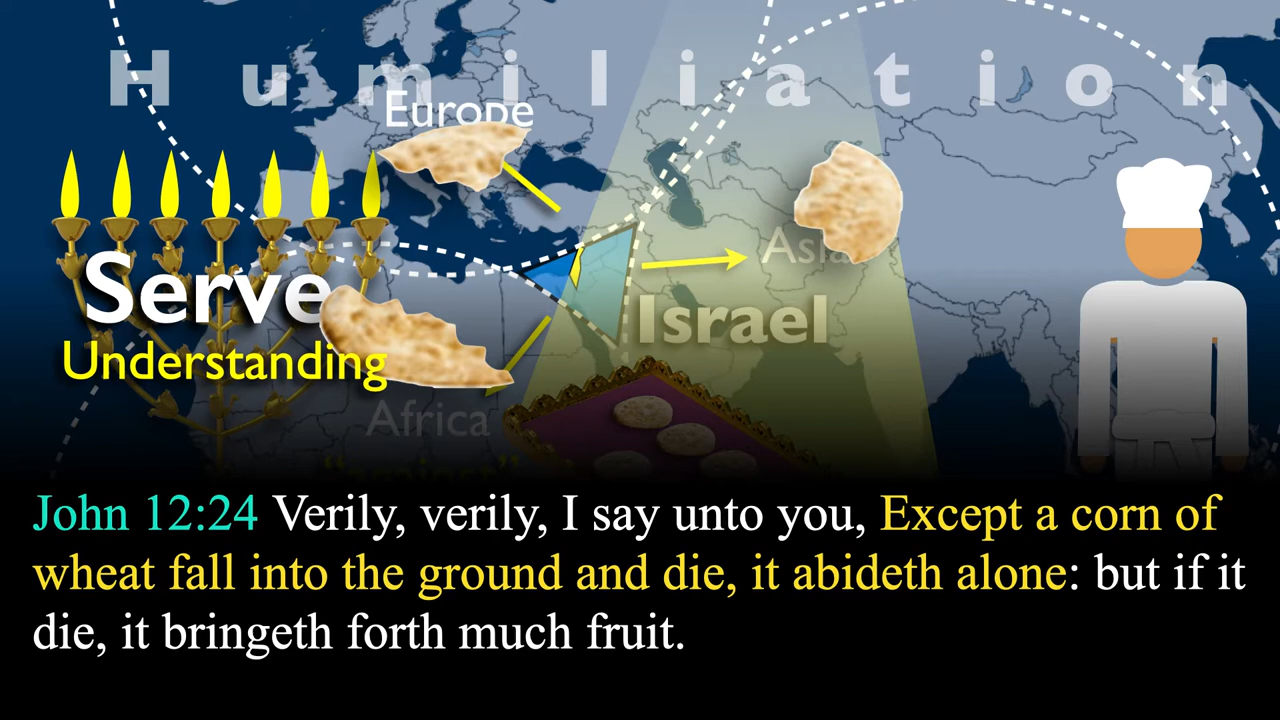 Humiliation
Europe
Serve
Understanding
Asia
Israel
Africa
John 12:24 Verily, verily, I say unto you, Except a corn of
wheat fall into the ground and die, it abideth alone: but if it
die, it bringeth forth much fruit.